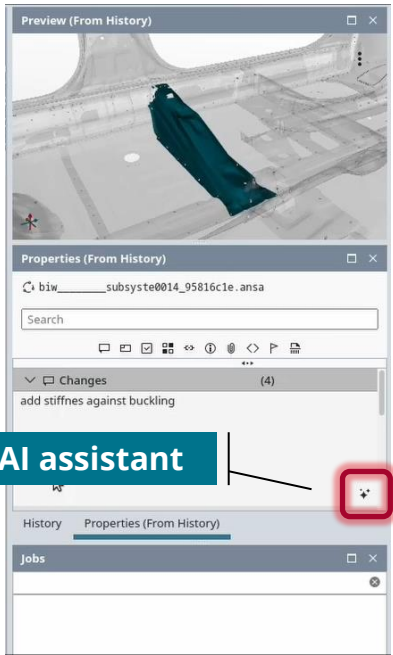 Preview (From History)
Properties (From History)
biw________subsyste0014_95816c1e.ansa
Search
Changes (4)
add stiffnes against buckling
AI assistant
History Properties (From History)
Jobs